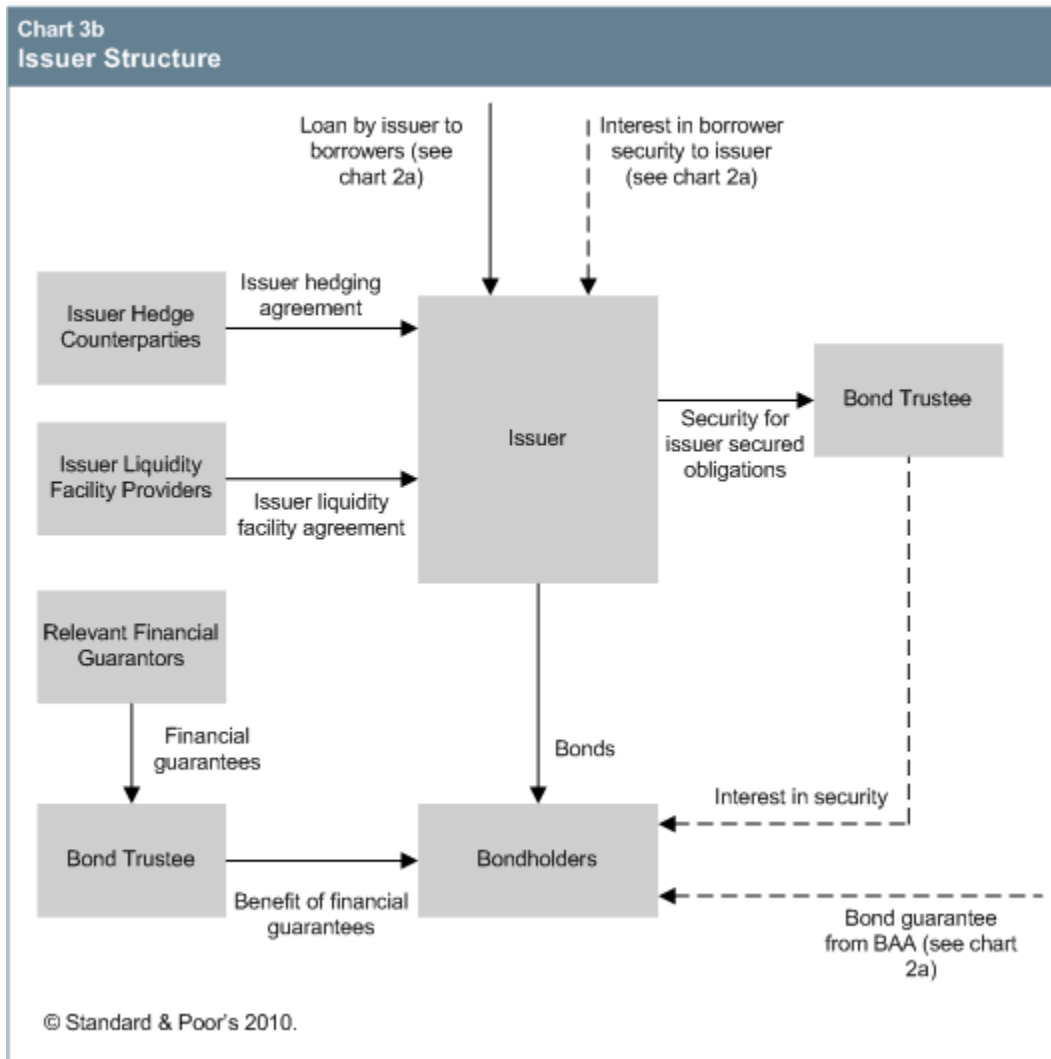 Chart 3b
Issuer Structure
Loan by issuer to
borrowers (see
chart 2a)
Interest in borrower
security to issuer
(see chart 2a)
Issuer Hedge
Counterparties
Issuer hedging
agreement
Issuer
Security for
issuer secured
obligations
Bond Trustee
Issuer Liquidity
Facility Providers
Issuer liquidity
facility agreement
Relevant Financial
Guarantors
Financial
guarantees
Bonds
Interest in security
Bond Trustee
Benefit of financial
guarantees
Bondholders
Bond guarantee
from BAA (see chart
2a)
© Standard & Poor's 2010.